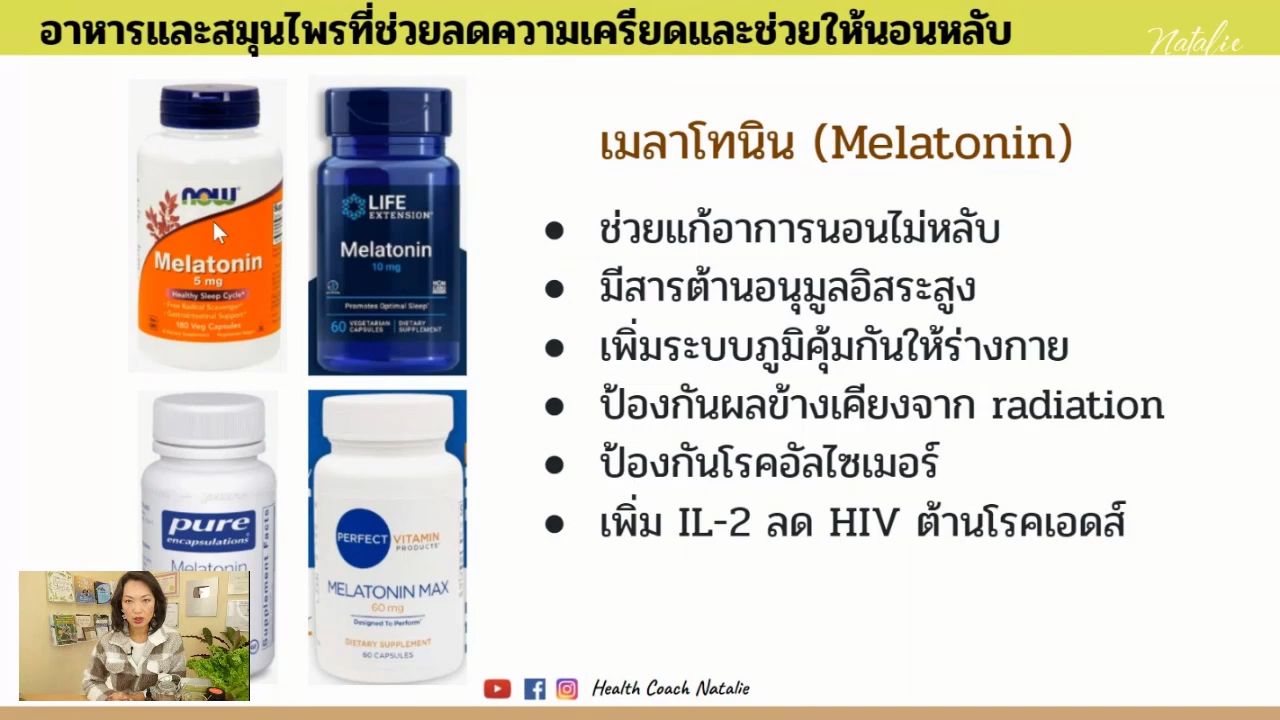 อาหารและสมุนไพรที่ช่วยลดความเครียดและช่วยให้นอนหลับ
Natalie
NOW
Melatonin
5 mg
Healthy Sleep Cycle*
Free Radical Scavenger*
Gastrointestinal Support*
180 Veg Capsules
LIFE
EXTENSION
Melatonin
10 mg
Promotes Optimal Sleep
60 VEGETARIAN CAPSULES DIETARY SUPPLEMENT
pure
encapsulations
Melatonin
Supplement Facts
PERFECT VITAMIN
PRODUCTS
MELATONIN MAX
60 mg
Designed To Perform
DIETARY SUPPLEMENT
60 CAPSULES
เมลาโทนิน (Melatonin)
● ช่วยแก้อาการนอนไม่หลับ
● มีสารต้านอนุมูลอิสระสูง
● เพิ่มระบบภูมิคุ้มกันให้ร่างกาย
● ป้องกันผลข้างเคียงจาก radiation
● ป้องกันโรคอัลไซเมอร์
● เพิ่ม IL-2 ลด HIV ต้านโรคเอดส์
Health Coach Natalie